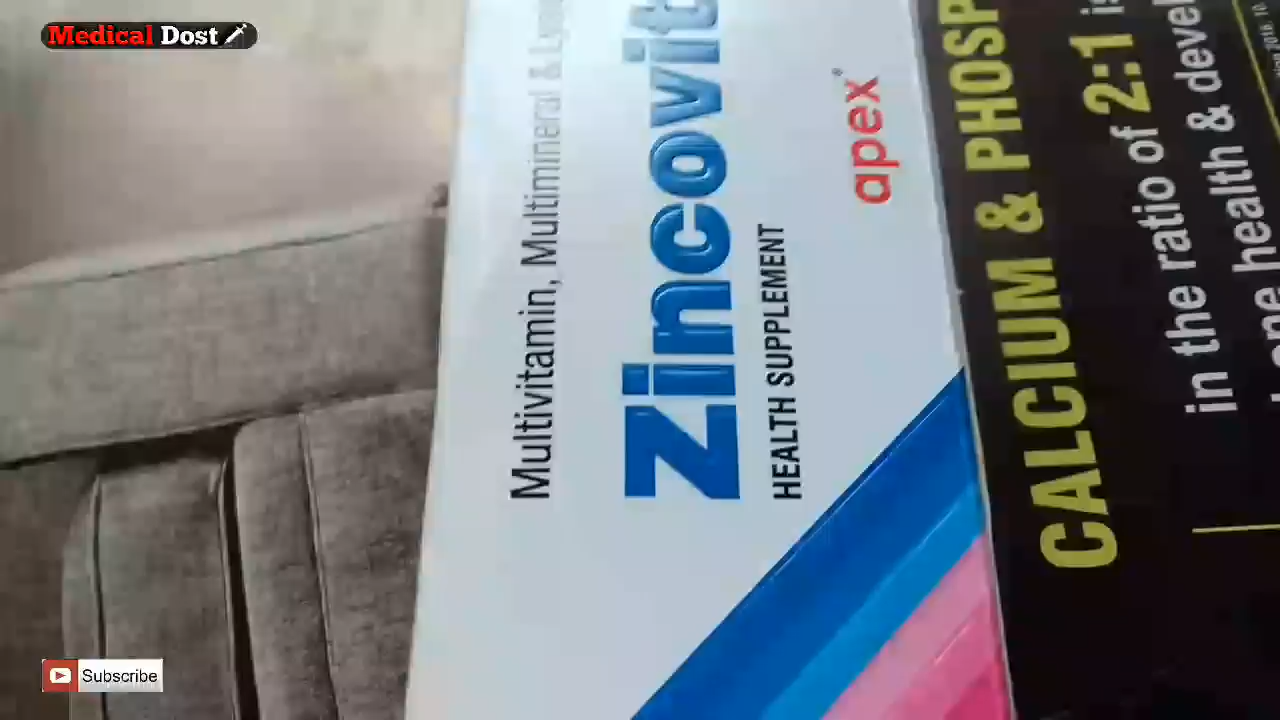 Medical Dost
Multivitamin, Multimineral &
Zincovit
HEALTH SUPPLEMENT
apex
CALCIUM & PHOSP
in the ratio of 2:1 is
health & devel
Subscribe